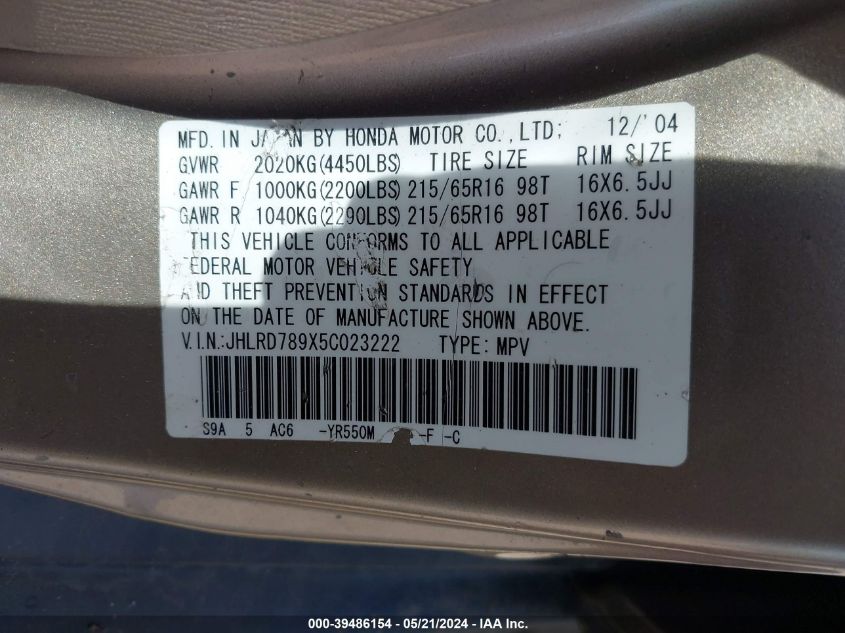 MFD. IN JAPAN BY HONDA MOTOR CO.,LTD: 12/'04
GVWR 2020KG(4450LBS) TIRE SIZE RIM SIZE
GAWR F 1000KG(2200LBS) 215/65R16 98T 16X6.5JJ
GAWR R 1040KG(2290LBS) 215/65R16 98T 16X6.5JJ
THIS VEHICLE CONFORMS TO ALL APPLICABLE
FEDERAL MOTOR VEHICLE SAFETY
AND THEFT PREVENTION STANDARDS IN EFFECT
ON THE DATE OF MANUFACTURE SHOWN ABOVE.
V.I.N.:JHLRD789X5C023222 TYPE: MPV
S9A 5 AC6 -YR550M -F -C
000-39486154 / 05/21/2024 - IAA Inc.